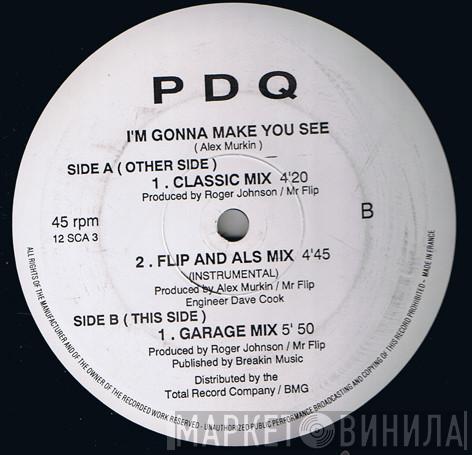 P D Q
I'M GONNA MAKE YOU SEE
( Alex Murkin )
SIDE A ( OTHER SIDE )
1 . CLASSIC MIX 4'20
Produced by Roger Johnson / Mr Flip
45 rpm
12 SCA 3
B
2 . FLIP AND ALS MIX 4'45
(INSTRUMENTAL)
Produced by Alex Murkin / Mr Flip
Engineer Dave Cook
SIDE B ( THIS SIDE )
1 . GARAGE MIX 5' 50
Produced by Roger Johnson / Mr Flip
Published by Breakin Music
Distributed by the
Total Record Company / BMG
ALL RIGHTS OF THE MANUFACTURER AND OF THE OWNER OF THE RECORDED WORK RESERVED - UNAUTHORIZED PUBLIC PERFORMANCE BROADCASTING AND COPYING OF THIS RECORD PROHIBITED - MADE IN FRANCE
МАРКЕТ ВИНИЛА